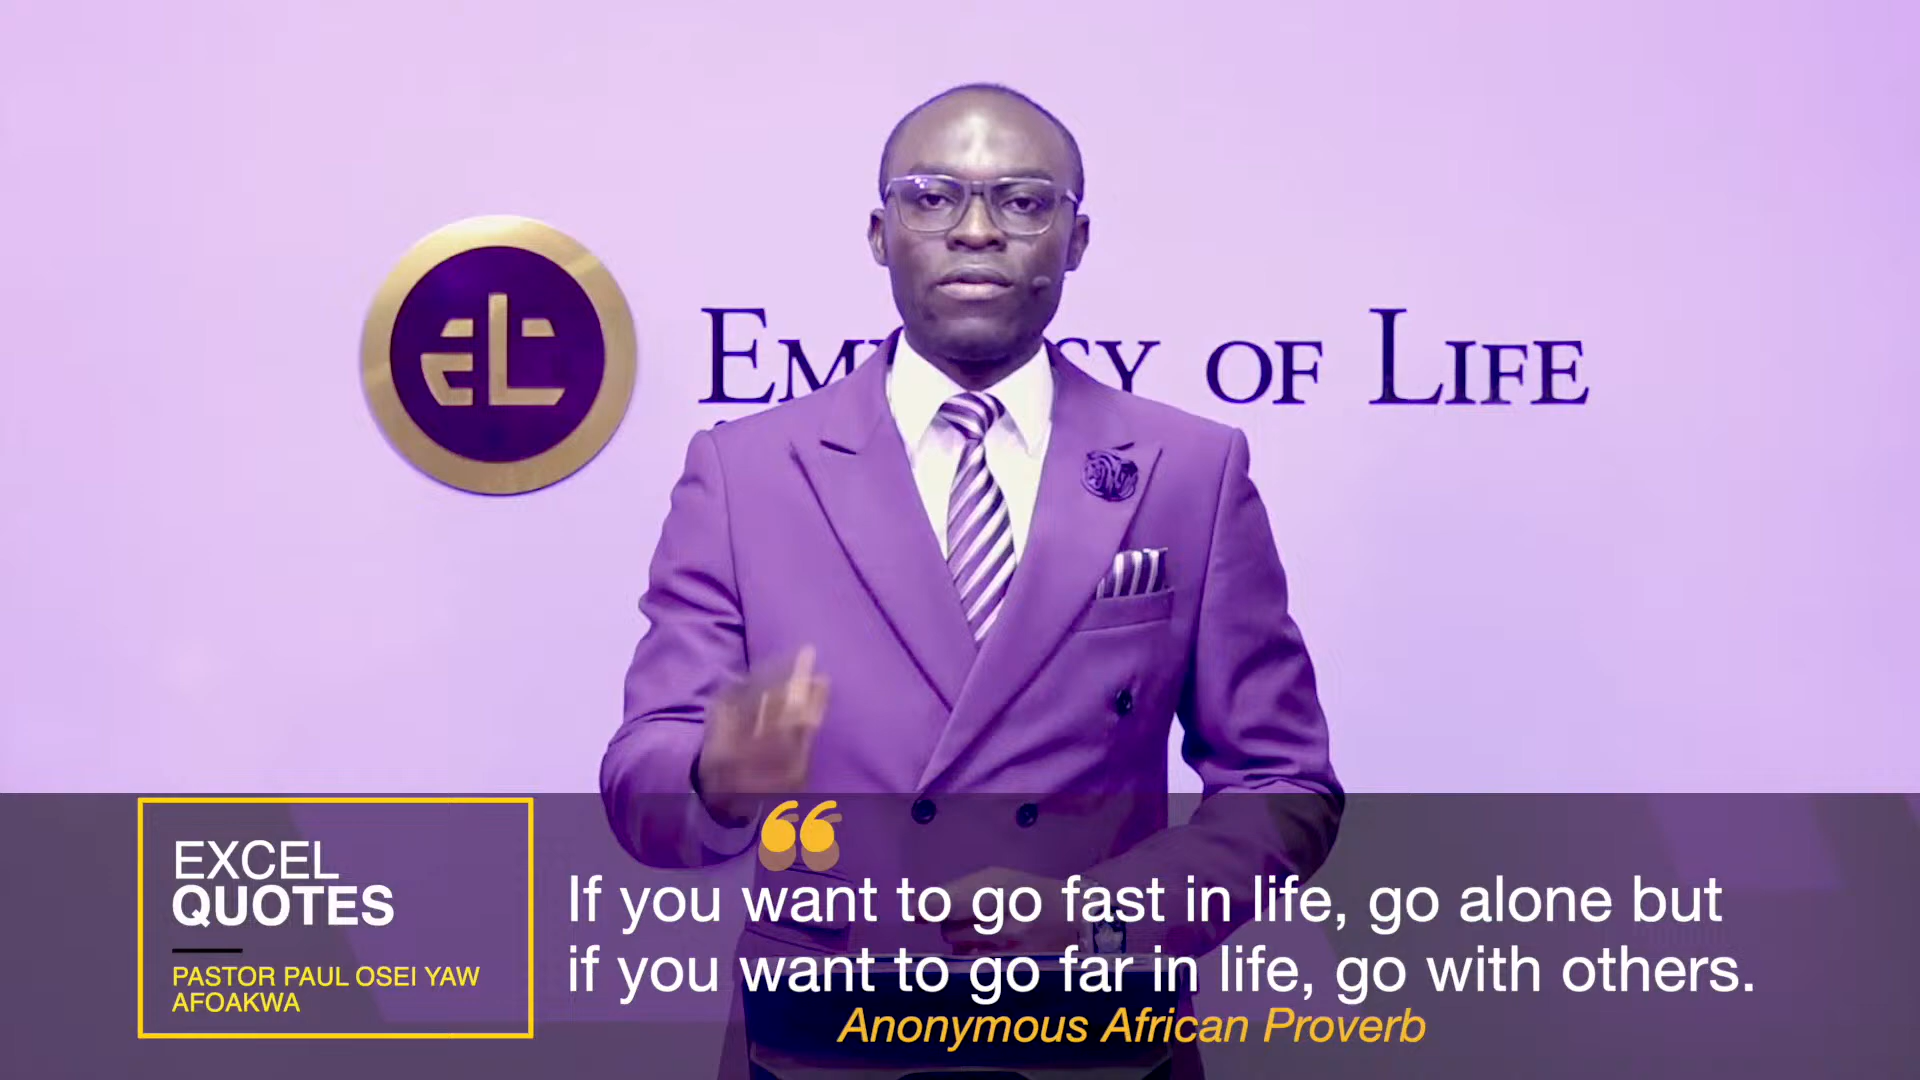 EL
OF LIFE
EXCEL
QUOTES
PASTOR PAUL OSEI YAW
AFOAKWA
If you want to go fast in life, go alone but
if you want to go far in life, go with others.
Anonymous African Proverb